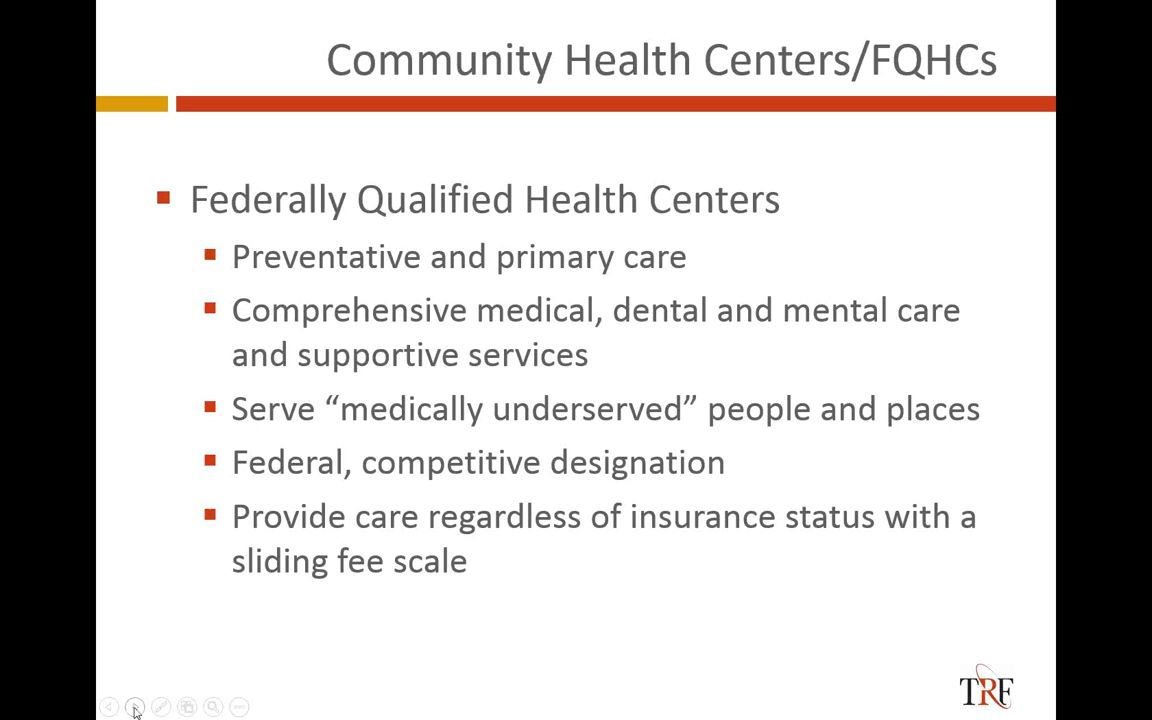 Community Health Centers/FQHCs
Federally Qualified Health Centers
Preventative and primary care
Comprehensive medical, dental and mental care
and supportive services
Serve “medically underserved” people and places
Federal, competitive designation
Provide care regardless of insurance status with a
sliding fee scale
TRF